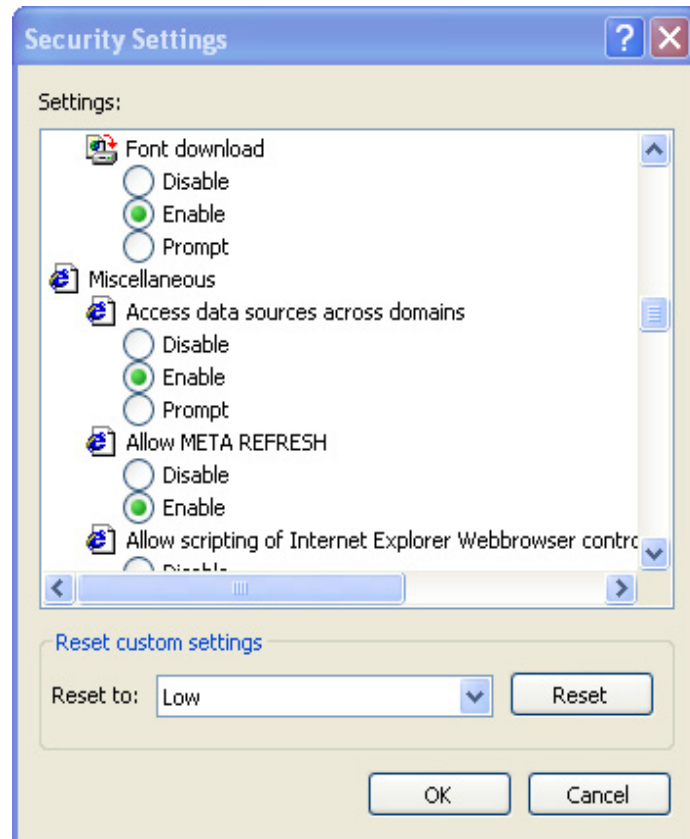 Security Settings
Settings:
Font download
Disable
Enable
Prompt
Miscellaneous
Access data sources across domains
Disable
Enable
Prompt
Allow META REFRESH
Disable
Enable
Allow scripting of Internet Explorer Webbrowser contro
Disable
Reset custom settings
Reset to: Low Reset
OK Cancel